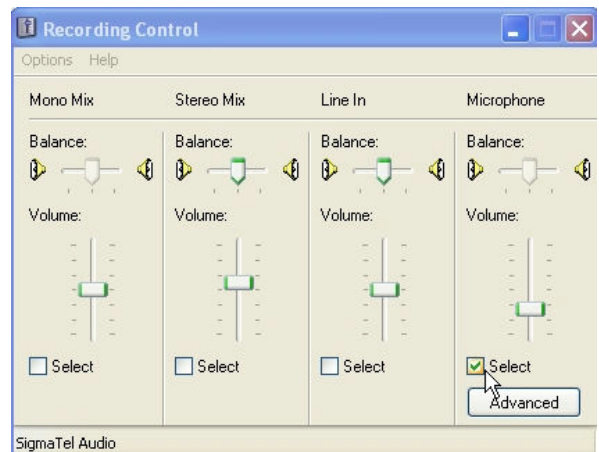 Recording Control
Options Help
Mono Mix Stereo Mix Line In Microphone
Balance: Balance: Balance: Balance:
Volume: Volume: Volume: Volume:
Select Select Select Select
Advanced
SigmaTel Audio